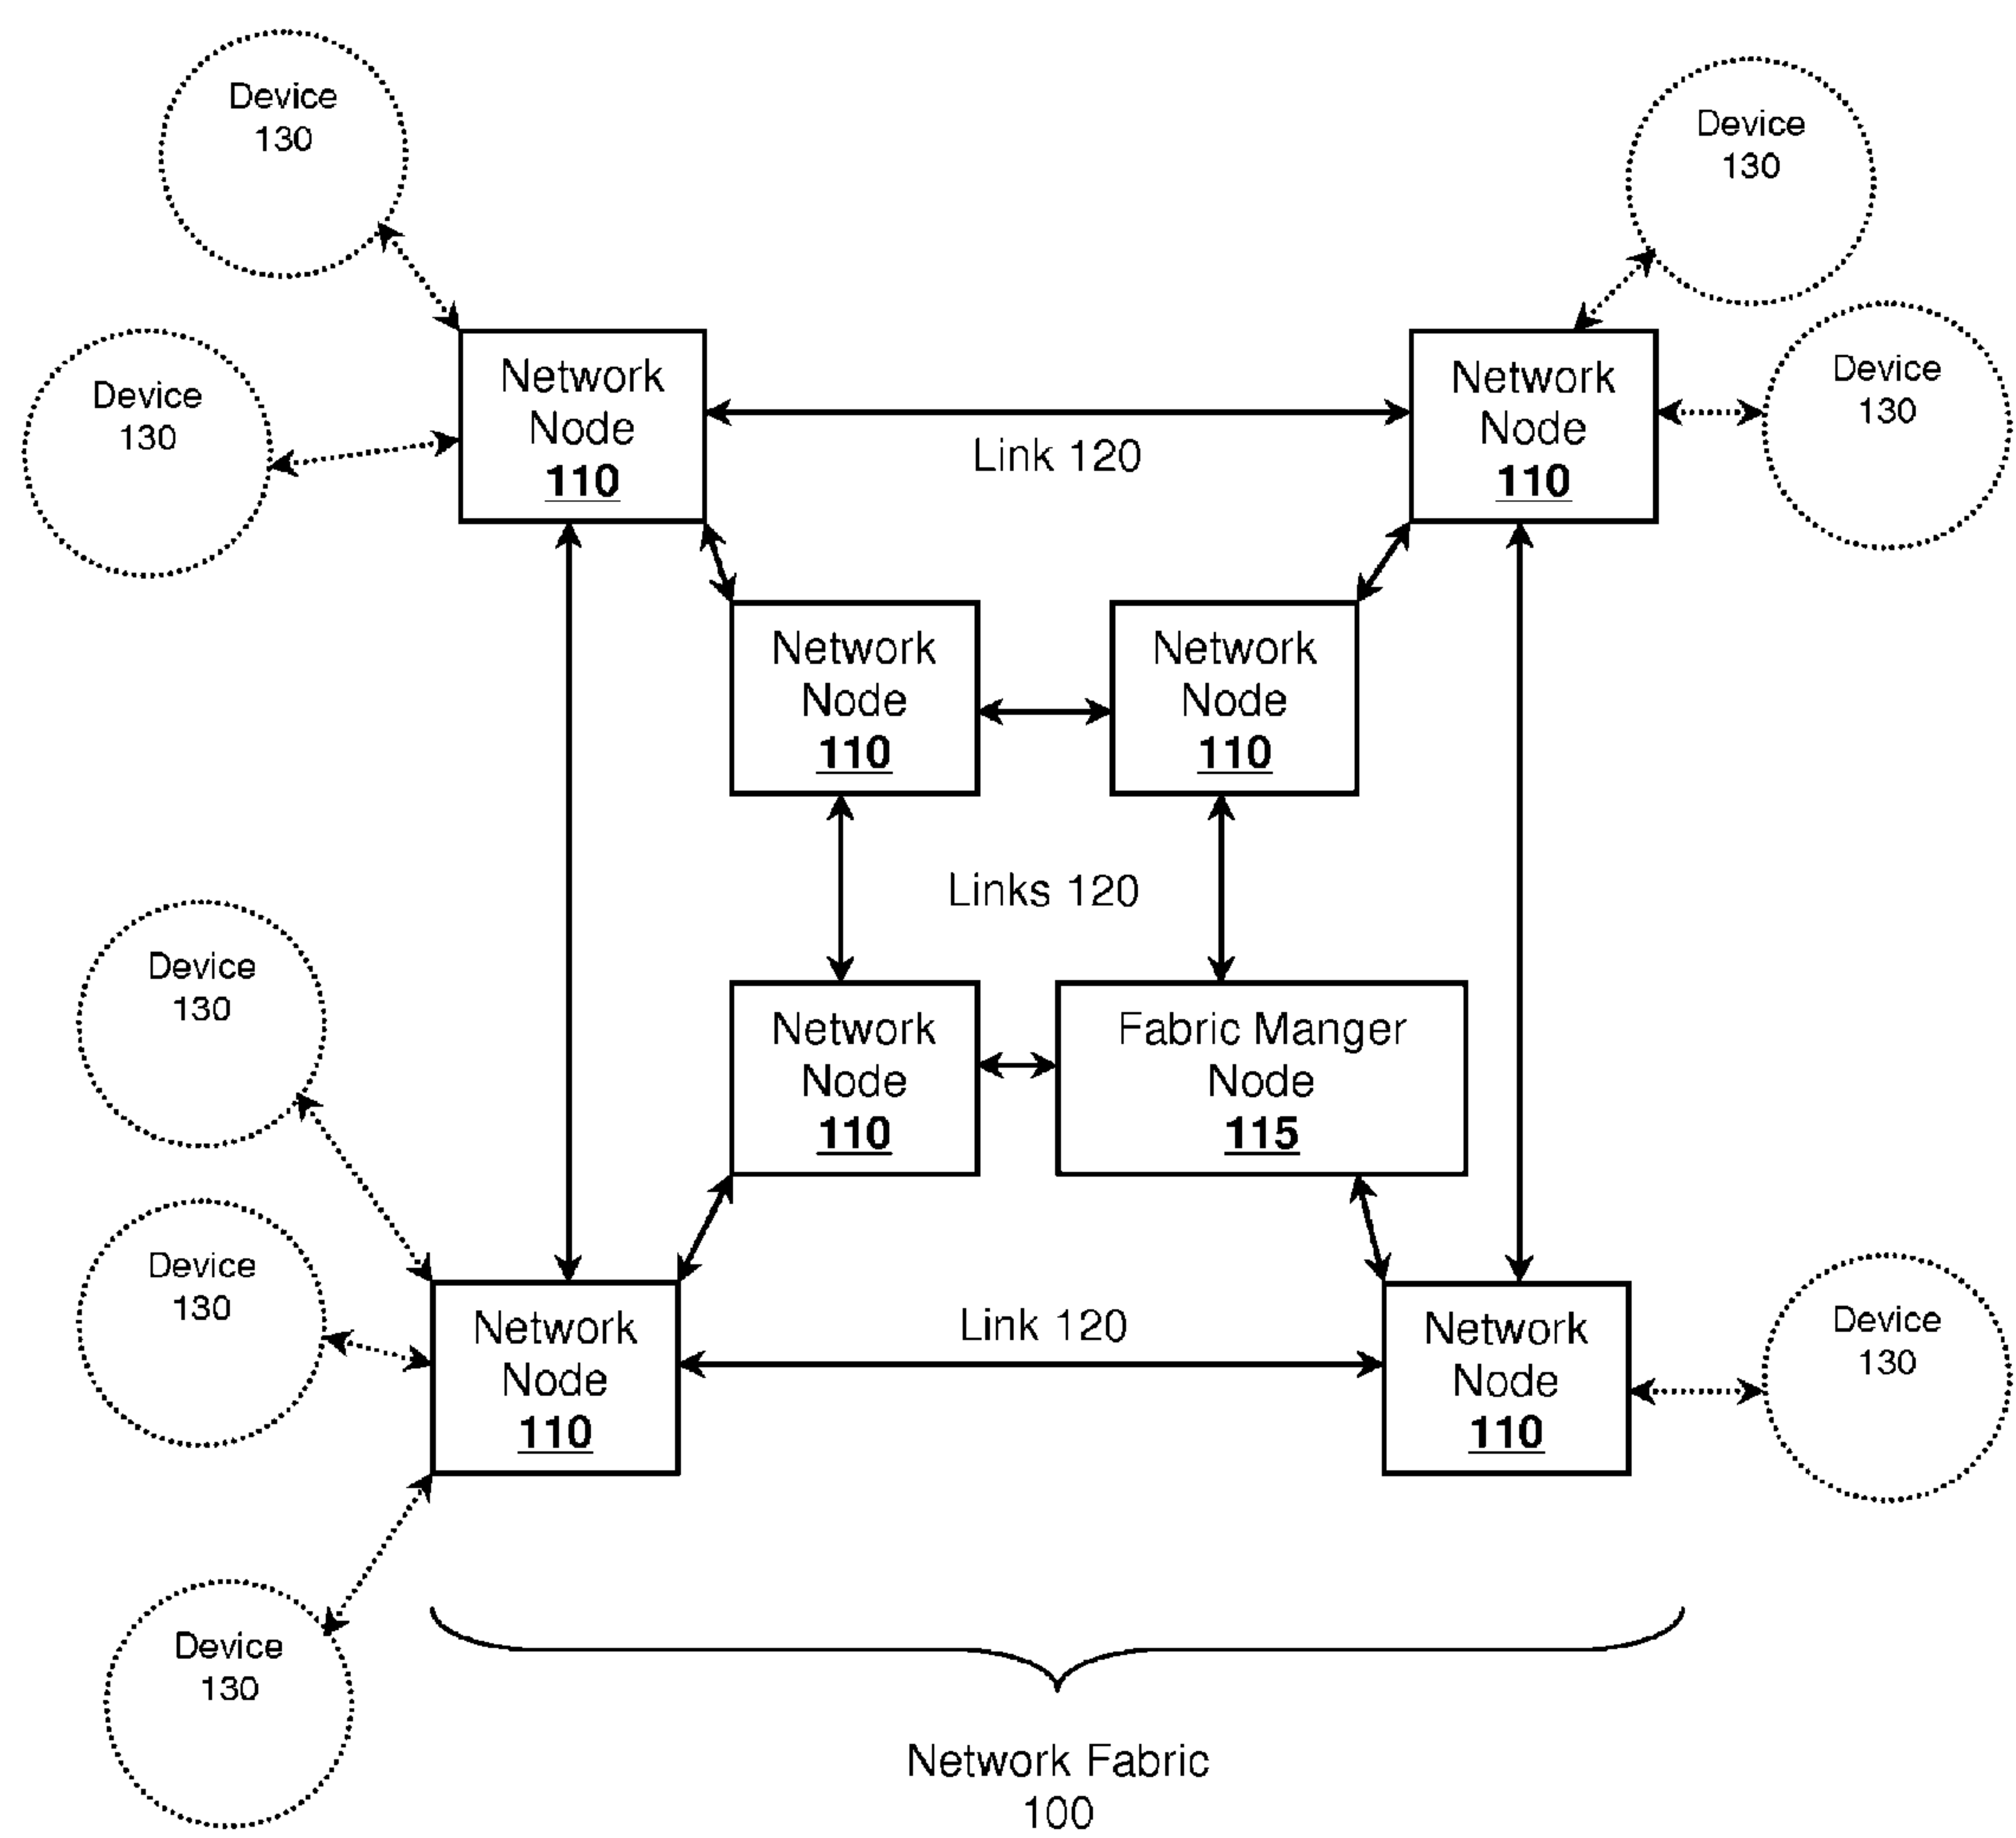 Device
130
Device
130
Device
130
Device
130
Network
Node
110
Link 120
Network
Node
110
Network
Node
110
Network
Node
110
Links 120
Device
130
Network
Node
110
Fabric Manger
Node
115
Device
130
Network
Node
110
Link 120
Network
Node
110
Device
130
Device
130
Network Fabric
100